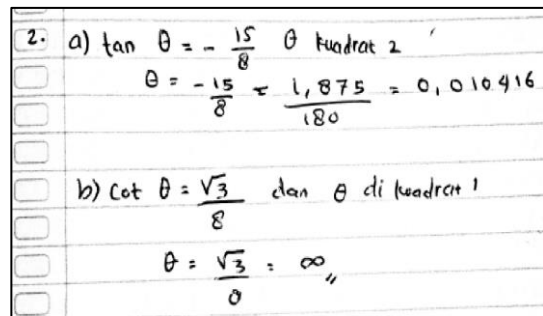 2. a) tan θ = - 15/8 θ kuadrat 2
θ = - 15/8 = 1,875/180 = 0,010416
b) Cot θ = √3/8 dan θ di kuadrat 1
θ = √3/0 = ∞,,